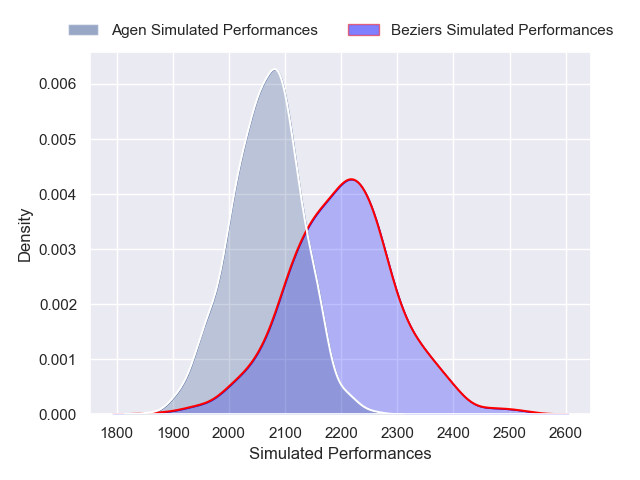 Agen Simulated Performances
Beziers Simulated Performances
0.006
0.005
0.004
0.003
0.002
0.001
0.000
Density
1800 1900 2000 2100 2200 2300 2400 2500 2600
Simulated Performances